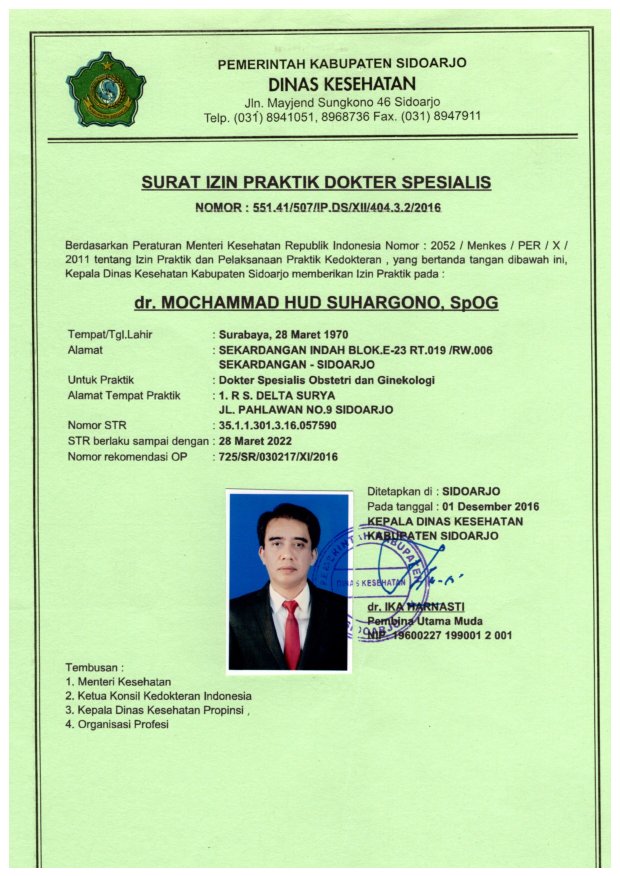 PEMERINTAH KABUPATEN SIDOARJO
DINAS KESEHATAN
Jln. Mayjend Sungkono 46 Sidoarjo
Telp. (031) 8941051, 8968736 Fax. (031) 8947911
SURAT IZIN PRAKTIK DOKTER SPESIALIS
NOMOR : 551.41/507/IP.DS/XII/404.3.2/2016
Berdasarkan Peraturan Menteri Kesehatan Republik Indonesia Nomor : 2052 / Menkes / PER / X /
2011 tentang Izin Praktik dan Pelaksanaan Praktik Kedokteran , yang bertanda tangan dibawah ini,
Kepala Dinas Kesehatan Kabupaten Sidoarjo memberikan Izin Praktik pada :
dr. MOCHAMMAD HUD SUHARGONO, SpOG
Tempat/Tgl.Lahir : Surabaya, 28 Maret 1970
Alamat : SEKARDANGAN INDAH BLOK.E-23 RT.019 /RW.006
SEKARDANGAN - SIDOARJO
Untuk Praktik : Dokter Spesialis Obstetri dan Ginekologi
Alamat Tempat Praktik : 1. R S. DELTA SURYA
JL. PAHLAWAN NO.9 SIDOARJO
Nomor STR : 35.1.1.301.3.16.057590
STR berlaku sampai dengan : 28 Maret 2022
Nomor rekomendasi OP : 725/SR/030217/XI/2016
Ditetapkan di : SIDOARJO
Pada tanggal : 01 Desember 2016
KEPALA DINAS KESEHATAN
KABUPATEN SIDOARJO
PEMERINTAH KABUPATEN
DINAS KESEHATAN
SIDOARJO
dr. IKA HARNASTI
Pembina Utama Muda
NIP. 19600227 199001 2 001
Tembusan :
1. Menteri Kesehatan
2. Ketua Konsil Kedokteran Indonesia
3. Kepala Dinas Kesehatan Propinsi ,
4. Organisasi Profesi